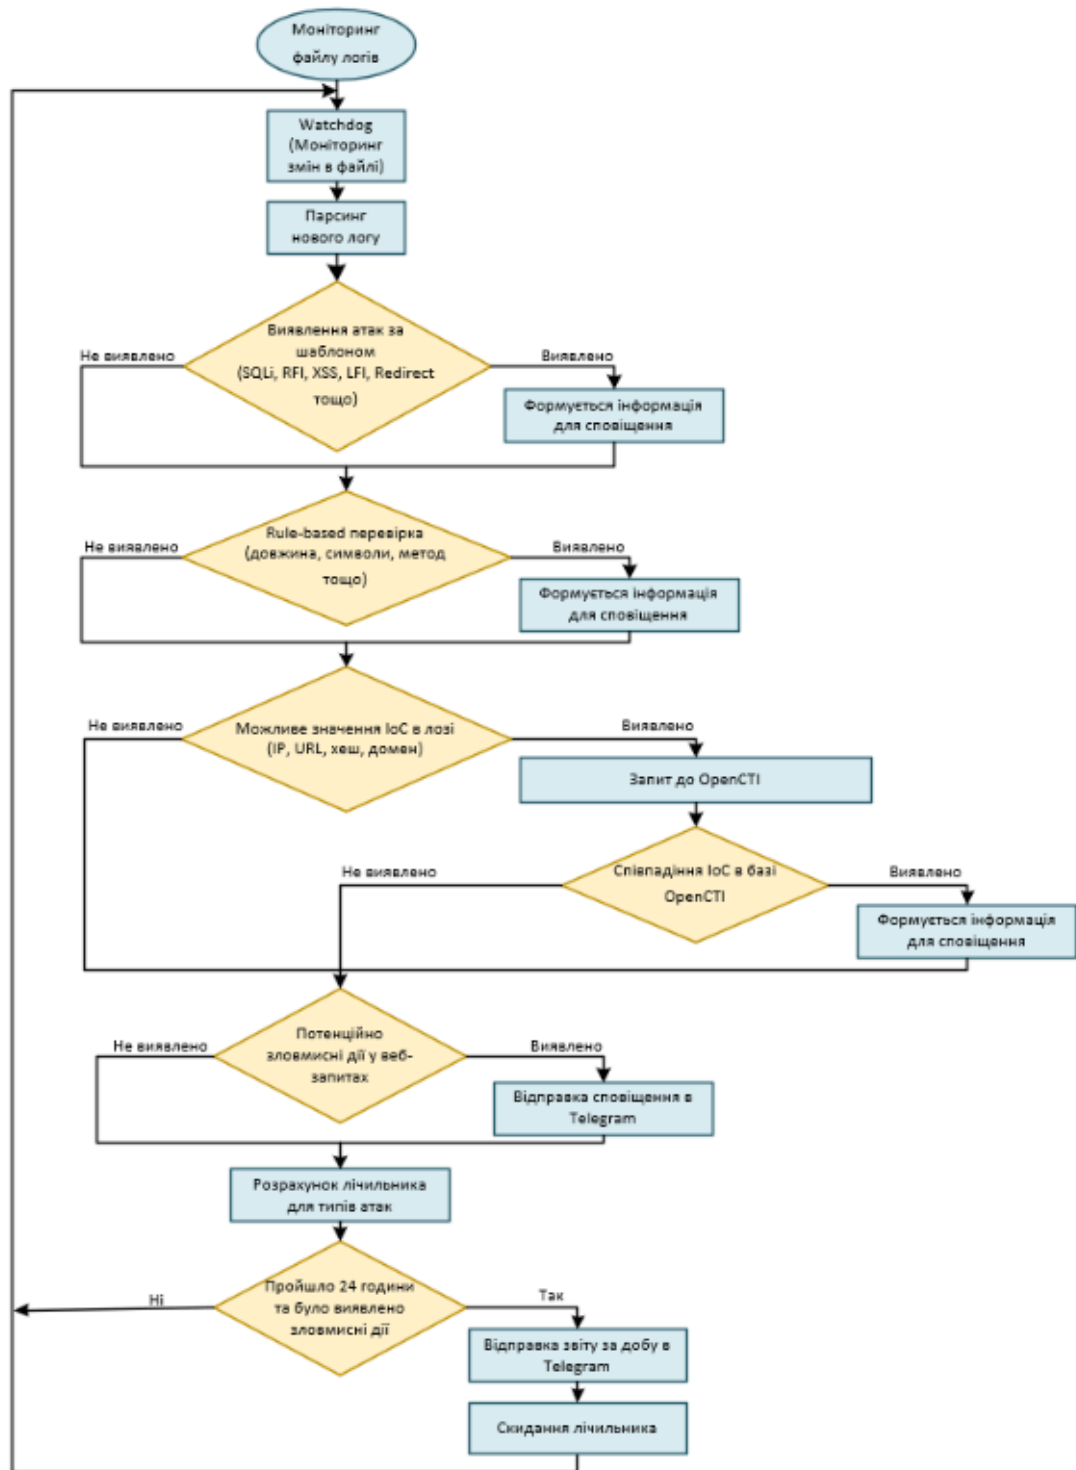 Моніторинг
файлу логів
Watchdog
(Моніторинг
змін в файлі)
Парсинг
нового логу
Виявлення атак за
шаблоном
(SQLi, RFI, XSS, LFI, Redirect
тощо)
Не виявлено
Виявлено
Формується інформація
для сповіщення
Rule-based перевірка
(довжина, символи, метод
тощо)
Не виявлено
Виявлено
Формується інформація
для сповіщення
Можливе значення IoC в лозі
(IP, URL, хеш, домен)
Не виявлено
Виявлено
Запит до OpenCTI
Співпадіння IoC в базі
OpenCTI
Не виявлено
Виявлено
Формується інформація
для сповіщення
Потенційно
зловмисні дії у веб-
запитах
Не виявлено
Виявлено
Відправка сповіщення в
Telegram
Розрахунок лічильника
для типів атак
Пройшло 24 години
та було виявлено
зловмисні дії
Ні
Так
Відправка звіту за добу в
Telegram
Скидання лічильника